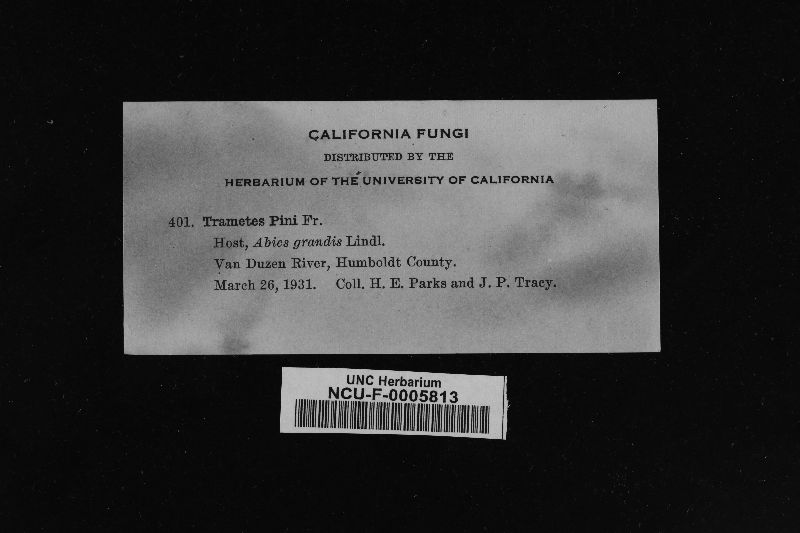 CALIFORNIA FUNGI
DISTRIBUTED BY THE
HERBARIUM OF THE UNIVERSITY OF CALIFORNIA
401. Trametes Pini Fr.
Host, Abies grandis Lindl.
Van Duzen River, Humboldt County.
March 26, 1931. Coll. H. E. Parks and J. P. Tracy.
UNC Herbarium
NCU-F-0005813